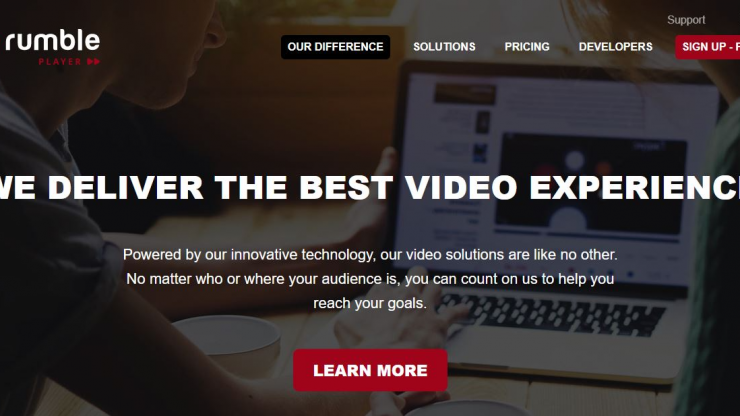 Support
rumble
PLAYER
OUR DIFFERENCE
SOLUTIONS
PRICING
DEVELOPERS
SIGN UP - F
WE DELIVER THE BEST VIDEO EXPERIENCE
Powered by our innovative technology, our video solutions are like no other.
No matter who or where your audience is, you can count on us to help you
reach your goals.
LEARN MORE